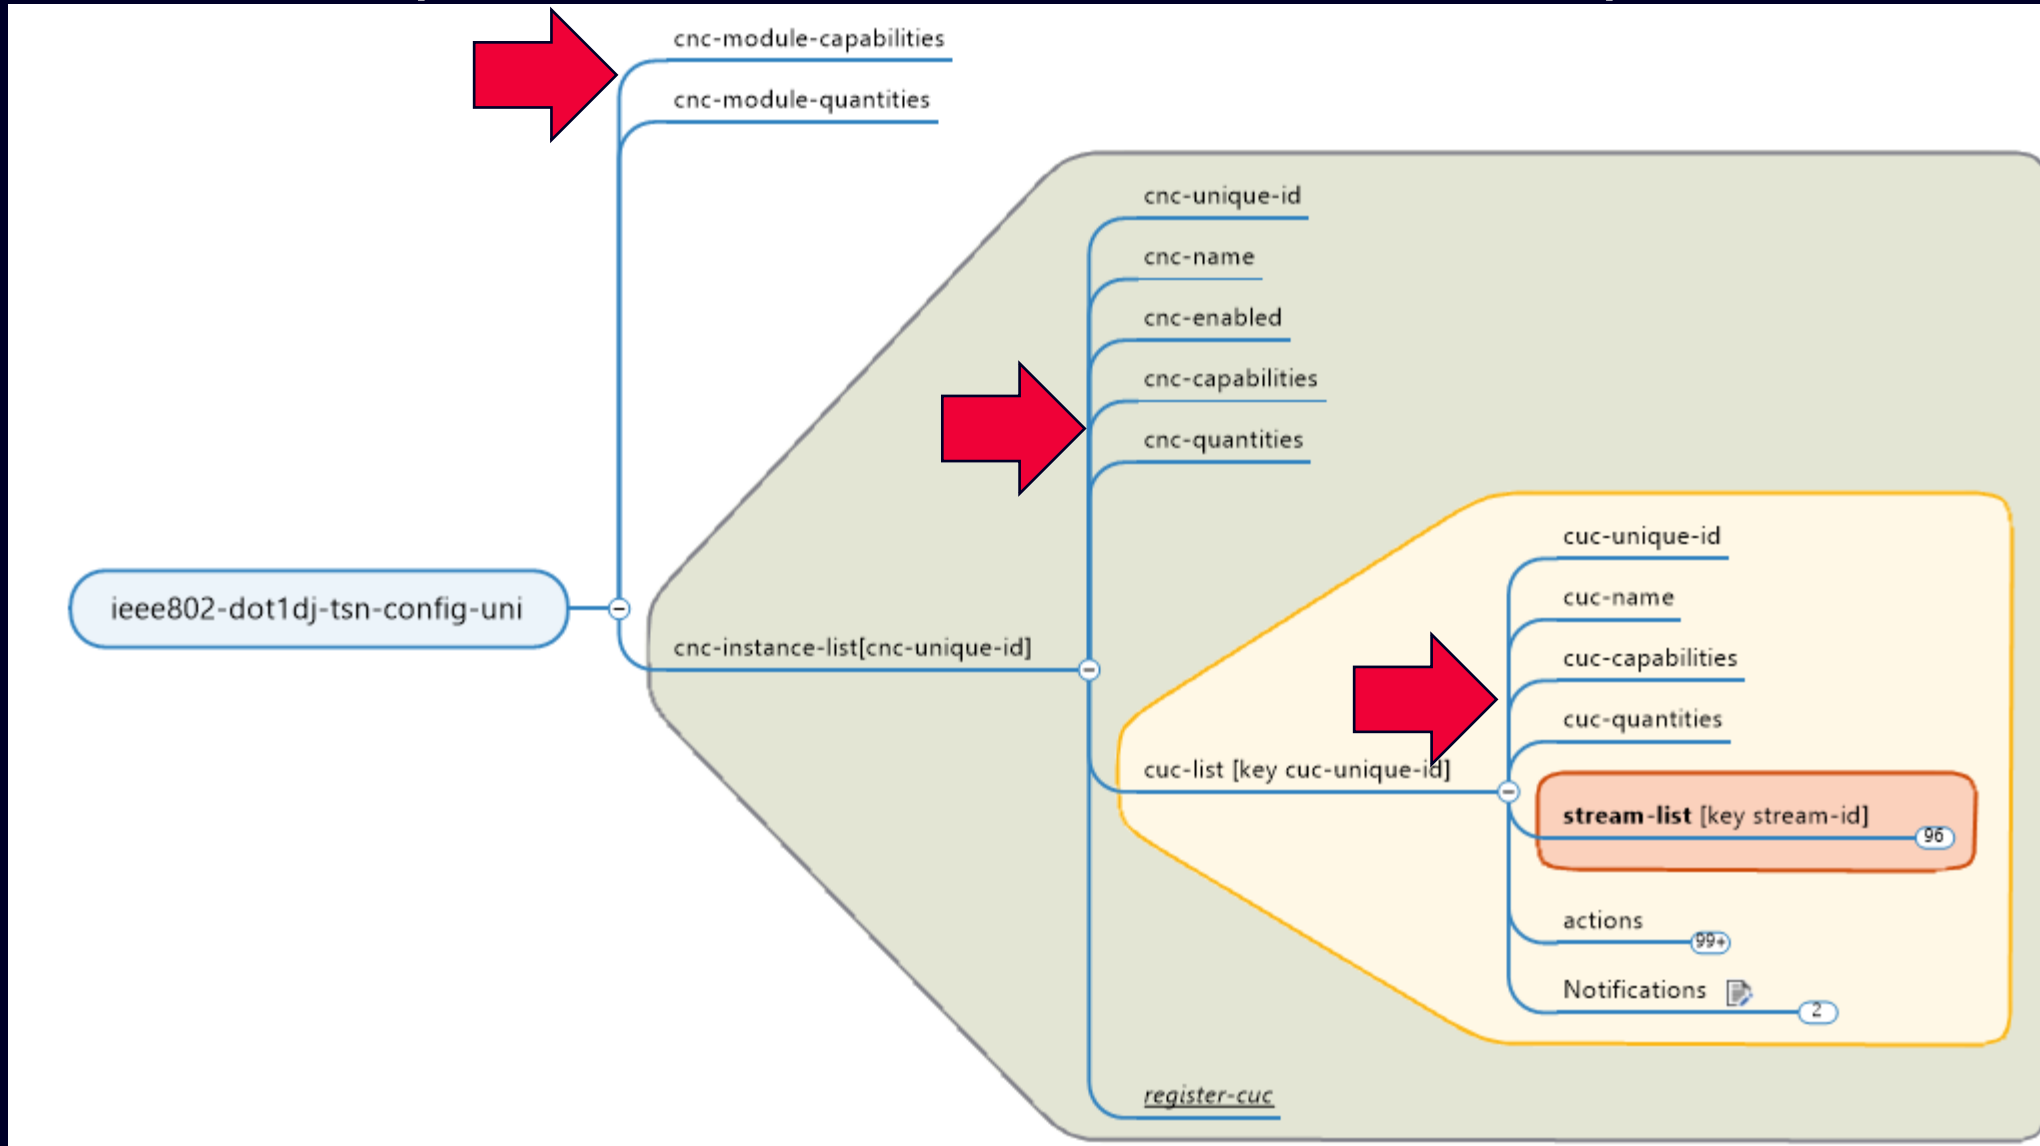 cnc-module-capabilities
cnc-module-quantities
cnc-unique-id
cnc-name
cnc-enabled
cnc-capabilities
cnc-quantities
cuc-unique-id
cuc-name
ieee802-dot1dj-tsn-config-uni
cnc-instance-list[cnc-unique-id]
cuc-capabilities
cuc-quantities
cuc-list [key cuc-unique-id]
stream-list [key stream-id]
96
actions
99+
Notifications
2
register-cuc